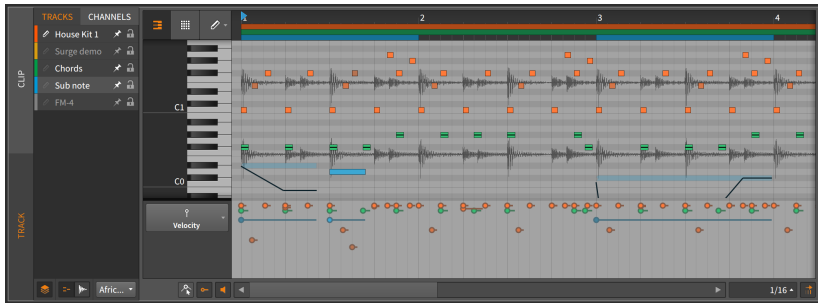 TRACKS CHANNELS
House Kit 1
Surge demo
Chords
Sub note
FM-4
CLIP
TRACK
2 3 4
C1
C0
Velocity
Afric...
1/16